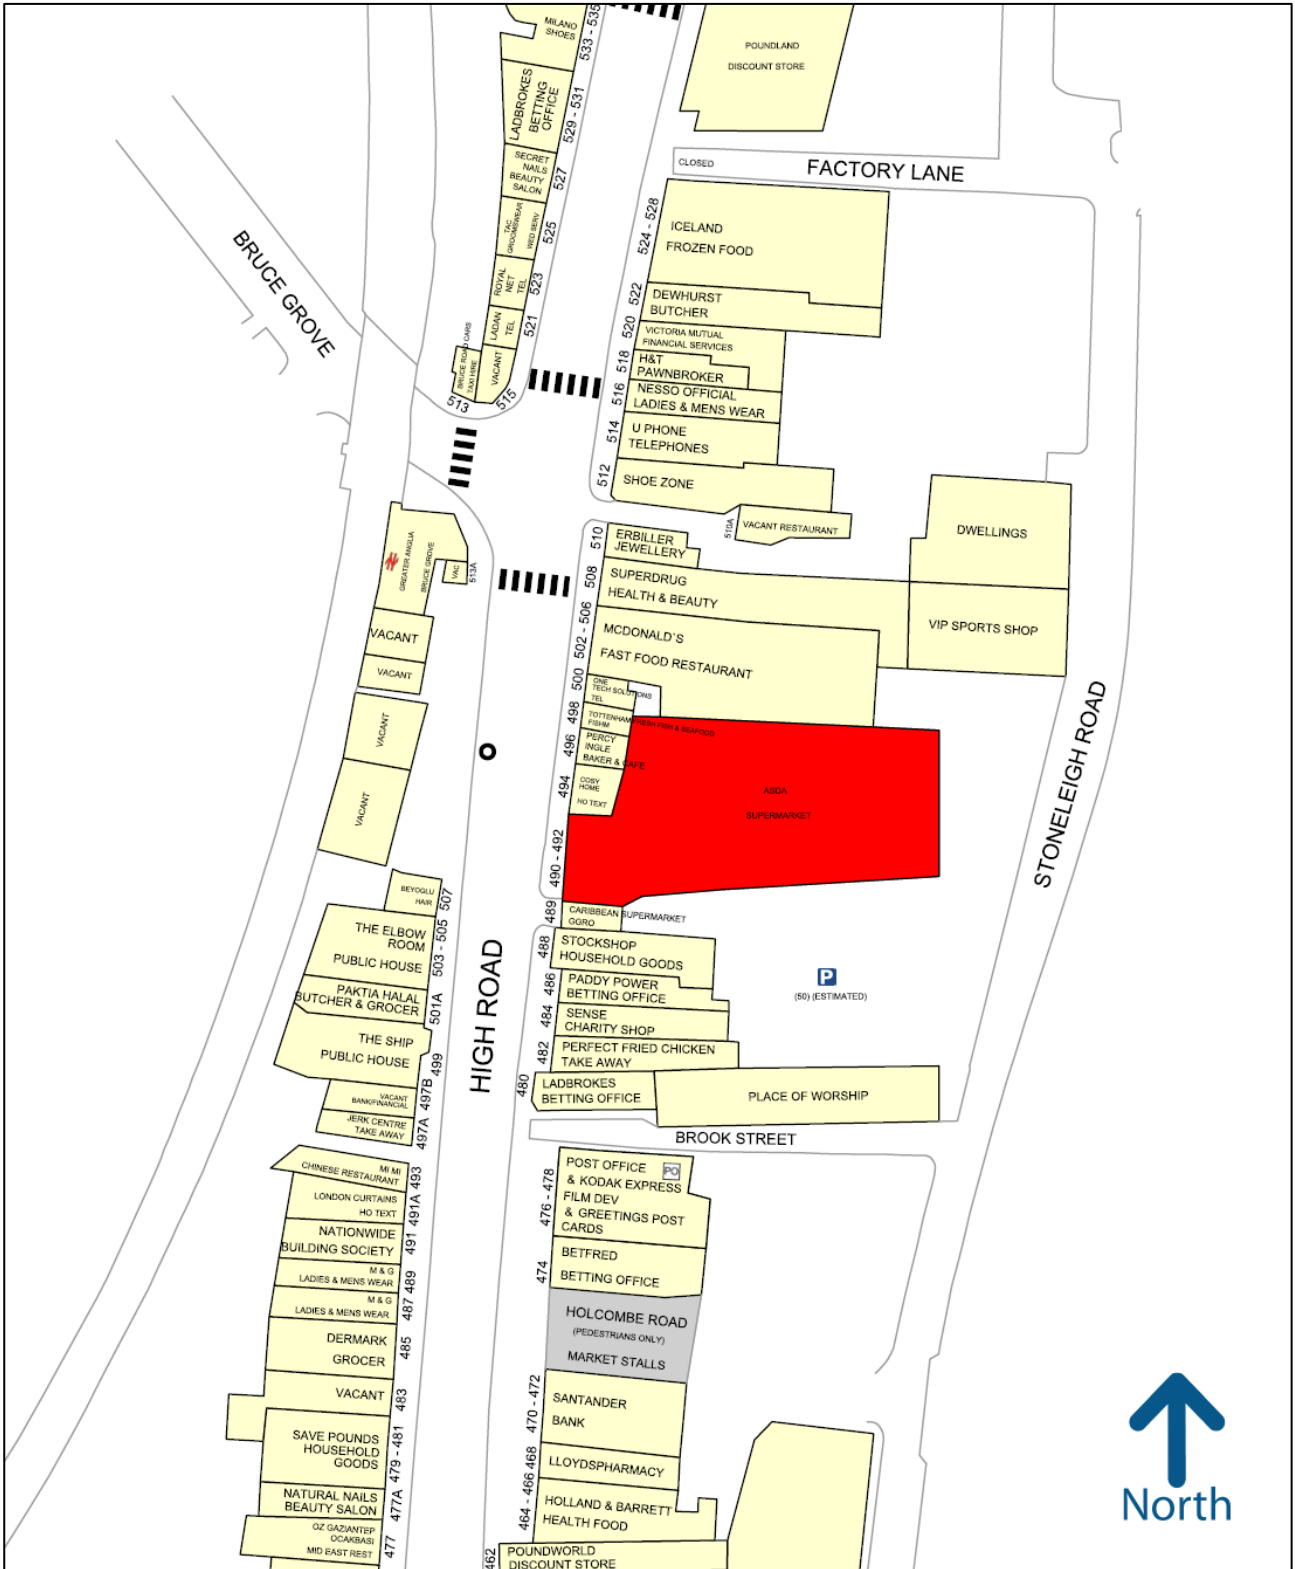 MILANO
SHOES
533 - 535
LADBROKES
BETTING
OFFICE
529 - 531
SECRET
NAILS
BEAUTY
SALON
527
TAC
GROOMSWEAR
WED SERV
525
ROYAL
NET
TEL
523
LADAN
TEL
521
BRUCE ROAD CARS
TAXI HIRE
VACANT
513
515
BRUCE GROVE
POUNDLAND
DISCOUNT STORE
CLOSED
FACTORY LANE
524 - 528
ICELAND
FROZEN FOOD
522
DEWHURST
BUTCHER
520
VICTORIA MUTUAL
FINANCIAL SERVICES
518
H&T
PAWNBROKER
516
NESSO OFFICIAL
LADIES & MENS WEAR
514
U PHONE
TELEPHONES
512
SHOE ZONE
510A
VACANT RESTAURANT
DWELLINGS
VIP SPORTS SHOP
510
ERBILLER
JEWELLERY
508
SUPERDRUG
HEALTH & BEAUTY
502 - 506
MCDONALD'S
FAST FOOD RESTAURANT
500
ONE
TECH SOLUTIONS
TEL
498
TOTTENHAM FRESH FISH & SEAFOOD
FISHM
496
PERCY
INGLE
BAKER & CAFE
494
COSY
HOME
NO TEXT
490 - 492
ASDA
SUPERMARKET
489
CARIBBEAN SUPERMARKET
GGRO
488
STOCKSHOP
HOUSEHOLD GOODS
486
PADDY POWER
BETTING OFFICE
484
SENSE
CHARITY SHOP
482
PERFECT FRIED CHICKEN
TAKE AWAY
480
LADBROKES
BETTING OFFICE
PLACE OF WORSHIP
P
(50) (ESTIMATED)
STONELEIGH ROAD
BROOK STREET
GREATER ANGLIA
BRUCE GROVE
VAC
513A
VACANT
VACANT
VACANT
VACANT
BEYOGLU
HAIR
507
THE ELBOW
ROOM
PUBLIC HOUSE
503 - 505
PAKTIA HALAL
BUTCHER & GROCER
501A
THE SHIP
PUBLIC HOUSE
499
VACANT
BANK/FINANCIAL
497B
JERK CENTRE
TAKE AWAY
497A
HIGH ROAD
MI MI
CHINESE RESTAURANT
493
LONDON CURTAINS
HO TEXT
491A
NATIONWIDE
BUILDING SOCIETY
491
M & G
LADIES & MENS WEAR
489
M & G
LADIES & MENS WEAR
487
DERMARK
GROCER
485
VACANT
483
SAVE POUNDS
HOUSEHOLD
GOODS
479 - 481
NATURAL NAILS
BEAUTY SALON
477A
OZ GAZIANTEP
OCAKBASI
MID EAST REST
477
476 - 478
POST OFFICE
& KODAK EXPRESS
FILM DEV
& GREETINGS POST
CARDS
PO
474
BETFRED
BETTING OFFICE
HOLCOMBE ROAD
(PEDESTRIANS ONLY)
MARKET STALLS
470 - 472
SANTANDER
BANK
468
LLOYDSPHARMACY
464 - 466
HOLLAND & BARRETT
HEALTH FOOD
462
POUNDWORLD
DISCOUNT STORE
North